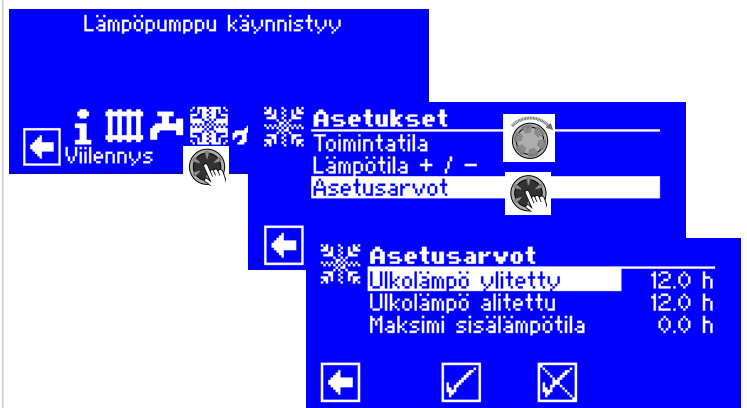 Lämpöpumppu käynnistyy
Viilennys
Asetukset
Toimintatila
Lämpötila + / -
Asetusarvot
Asetusarvot
Ulkolämpö ylitetty 12.0 h
Ulkolämpö alitettu 12.0 h
Maksimi sisälämpötila 0.0 h